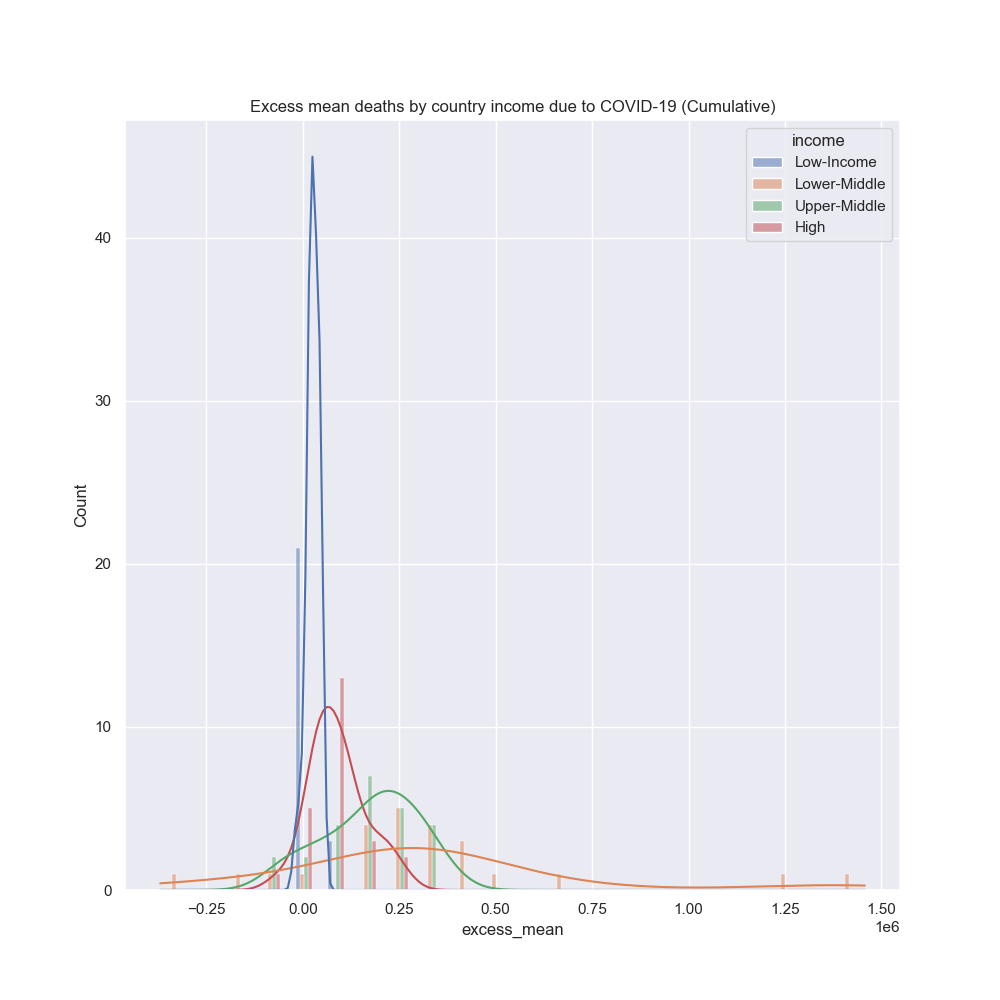 Excess mean deaths by country income due to COVID-19 (Cumulative)
income
Low-Income
Lower-Middle
Upper-Middle
High
Count
40
30
20
10
0
−0.25
0.00
0.25
0.50
0.75
1.00
1.25
1.50
1e6
excess_mean